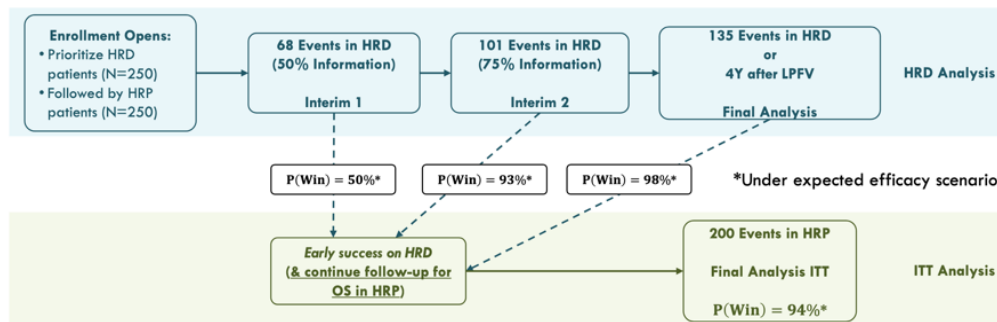 Enrollment Opens:
• Prioritize HRD
patients (N=250)
• Followed by HRP
patients (N=250)
68 Events in HRD
(50% Information)
Interim 1
101 Events in HRD
(75% Information)
Interim 2
135 Events in HRD
or
4Y after LPFV
Final Analysis
HRD Analysis
P(Win) = 50%*
P(Win) = 93%*
P(Win) = 98%*
*Under expected efficacy scenario
Early success on HRD
(& continue follow-up for
OS in HRP)
200 Events in HRP
Final Analysis ITT
P(Win) = 94%*
ITT Analysis